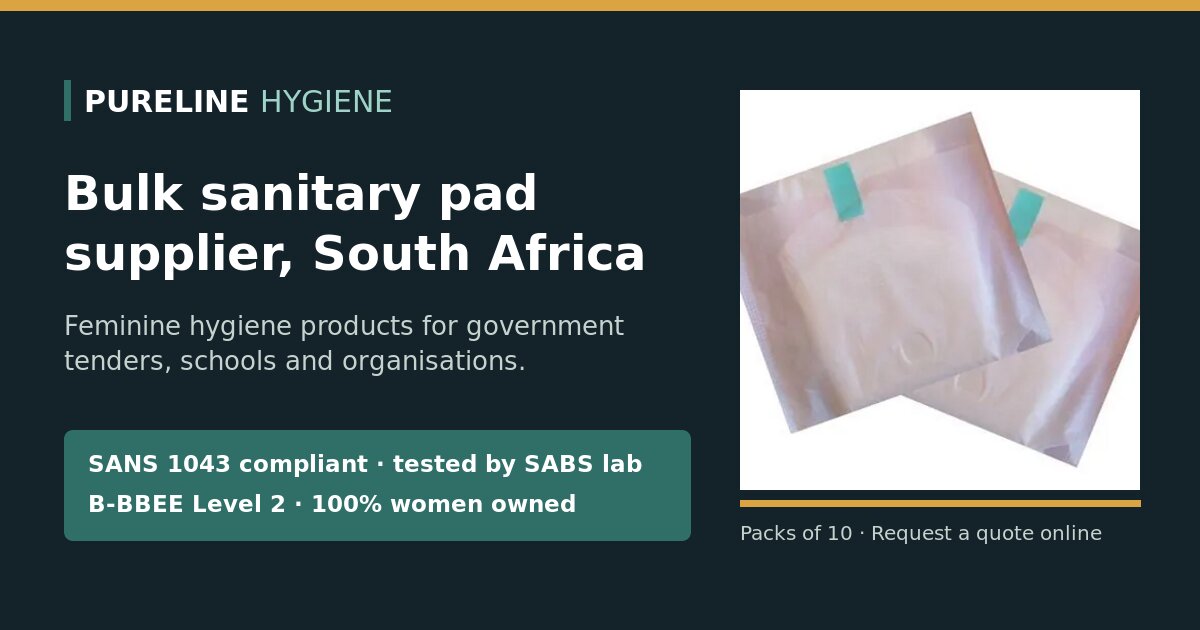 PURELINE HYGIENE
Bulk sanitary pad
supplier, South Africa
Feminine hygiene products for government
tenders, schools and organisations.
SANS 1043 compliant · tested by SABS lab
B-BBEE Level 2 · 100% women owned
Packs of 10 · Request a quote online